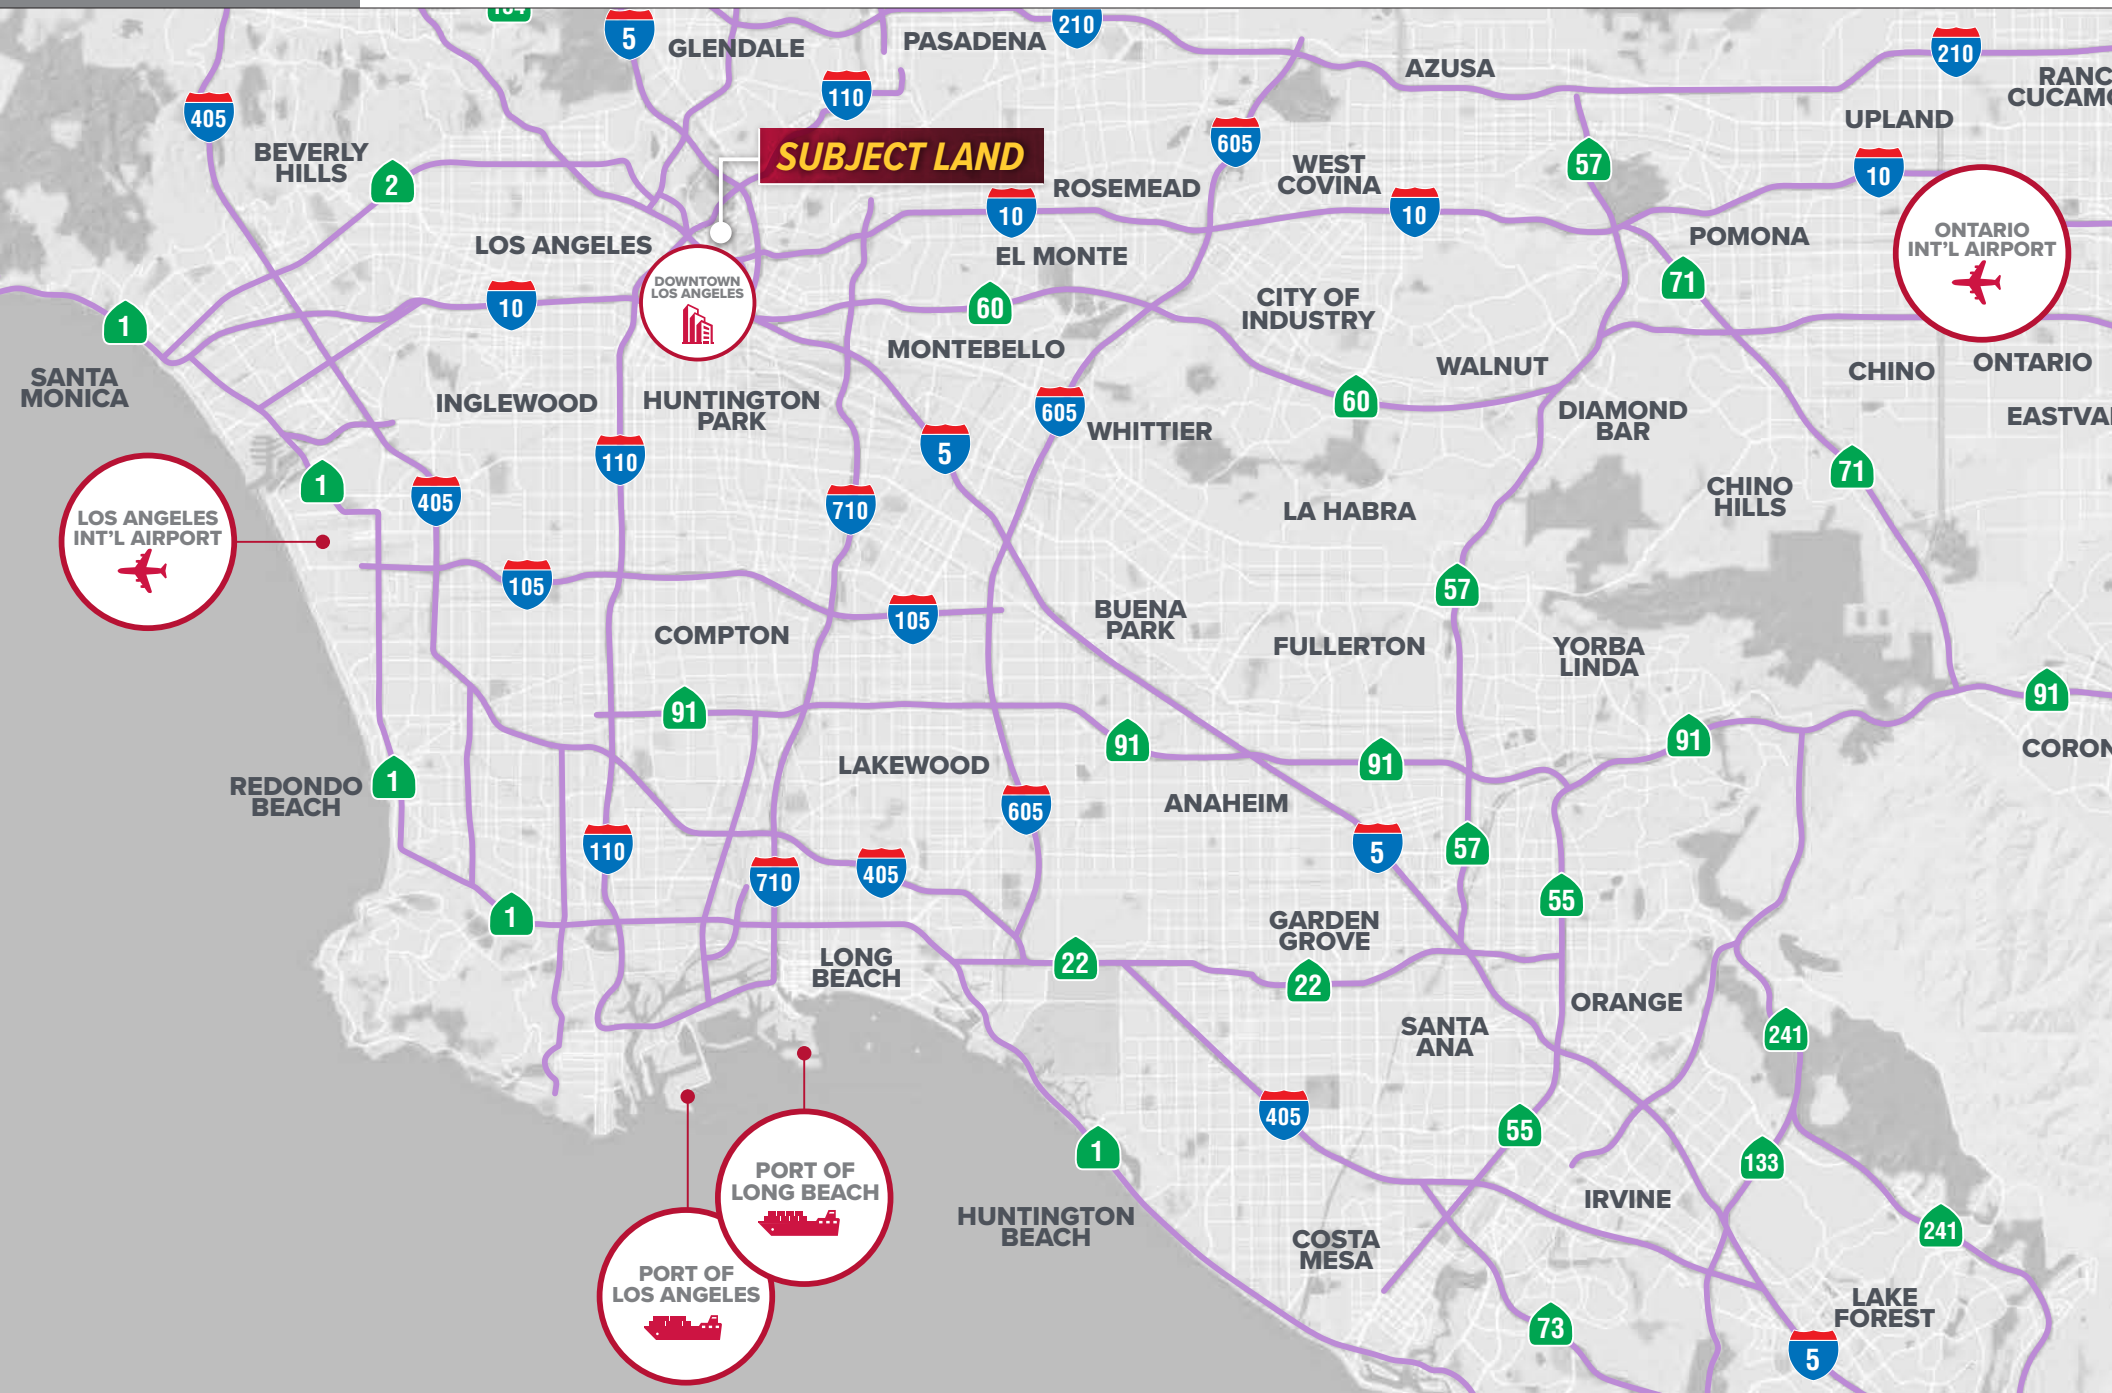 5
GLENDALE
PASADENA
210
210
AZUSA
RANC
CUCAMO
110
405
UPLAND
605
BEVERLY
HILLS
2
SUBJECT LAND
57
WEST
COVINA
10
ROSEMEAD
10
10
LOS ANGELES
EL MONTE
POMONA
ONTARIO
INT'L AIRPORT
71
DOWNTOWN
LOS ANGELES
10
60
CITY OF
INDUSTRY
1
MONTEBELLO
WALNUT
CHINO
ONTARIO
SANTA
MONICA
INGLEWOOD
HUNTINGTON
PARK
605
WHITTIER
60
DIAMOND
BAR
EASTVA
110
5
71
1
405
710
LA HABRA
CHINO
HILLS
LOS ANGELES
INT'L AIRPORT
105
105
57
COMPTON
BUENA
PARK
FULLERTON
YORBA
LINDA
91
91
91
91
91
CORON
LAKEWOOD
REDONDO
BEACH
1
605
ANAHEIM
110
710
405
5
57
55
1
GARDEN
GROVE
LONG
BEACH
22
22
ORANGE
SANTA
ANA
241
405
55
1
133
PORT OF
LONG BEACH
IRVINE
HUNTINGTON
BEACH
COSTA
MESA
241
PORT OF
LOS ANGELES
LAKE
FOREST
73
5